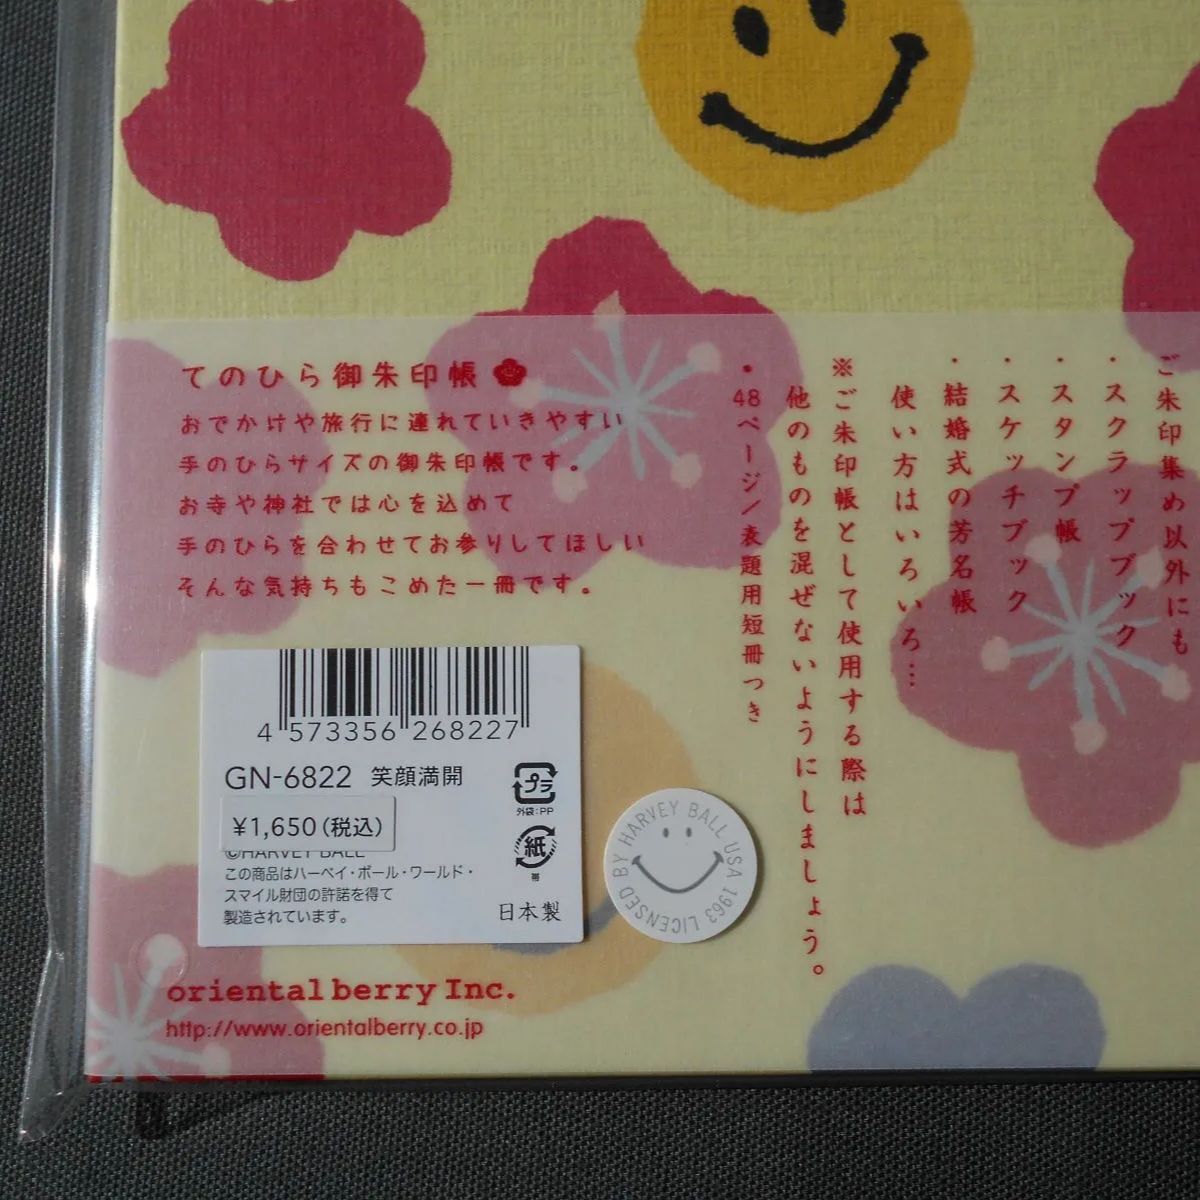 てのひら御朱印帳
おでかけや旅行に連れていきやすい
手のひらサイズの御朱印帳です。
お寺や神社では心を込めて
手のひらを合わせてお参りしてほしい
そんな気持ちもこめた一冊です。
ご朱印集め以外にも
・スクラップブック
・スタンプ帳
・スケッチブック
・結婚式の芳名帳
使い方はいろいろ…
※ご朱印帳として使用する際は
他のものを混ぜないようにしましょう。
・48ページ/表題用短冊つき
4 573356 268227
GN-6822 笑顔満開
¥1,650(税込)
©HARVEY BALL
この商品はハーベイ・ボール・ワールド・
スマイル財団の許諾を得て
製造されています。
プラ
外袋:PP
紙
帯
日本製
LICENSED BY HARVEY BALL USA 1963
oriental berry Inc.
http://www.orientalberry.co.jp